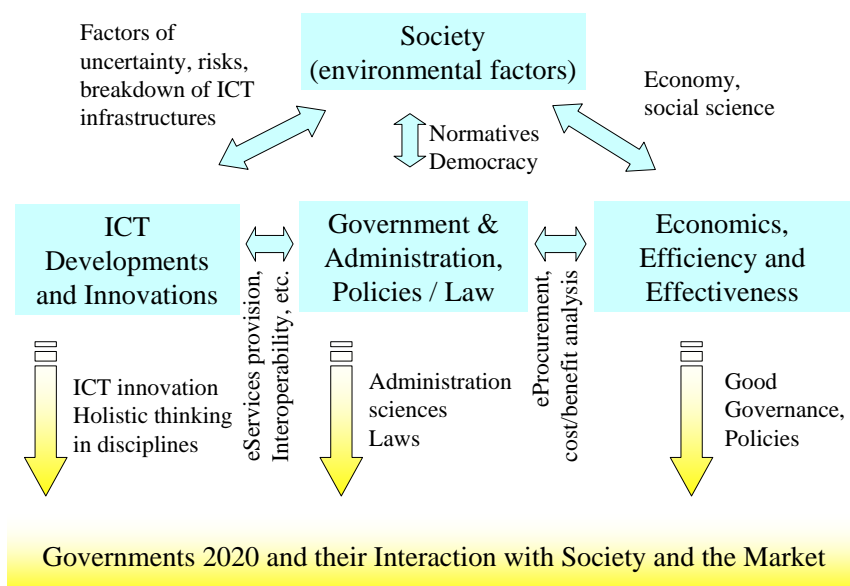 Factors of
uncertainty, risks,
breakdown of ICT
infrastructures
Society
(environmental factors)
Economy,
social science
Normatives
Democracy
ICT
Developments
and Innovations
Government &
Administration,
Policies / Law
Economics,
Efficiency and
Effectiveness
eServices provision,
Interoperability, etc.
eProcurement,
cost/benefit analysis
ICT innovation
Holistic thinking
in disciplines
Administration
sciences
Laws
Good
Governance,
Policies
Governments 2020 and their Interaction with Society and the Market